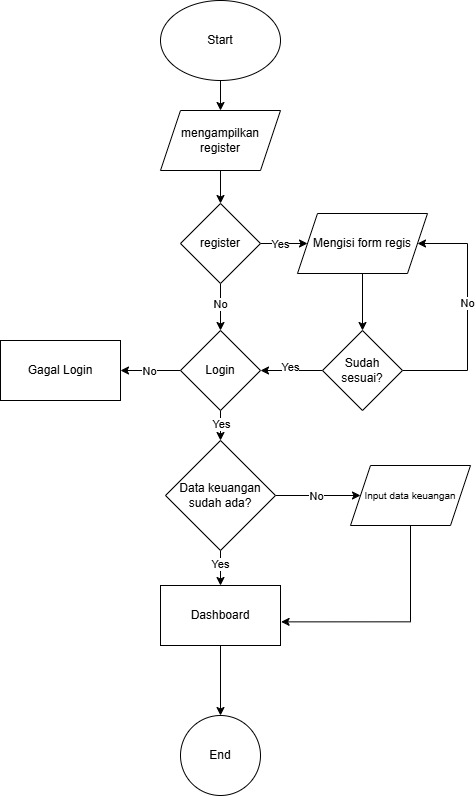 Start
mengampilkan
register
register
Yes
Mengisi form regis
No
No
Gagal Login
No
Login
Yes
Sudah
sesuai?
Yes
Data keuangan
sudah ada?
No
Input data keuangan
Yes
Dashboard
End